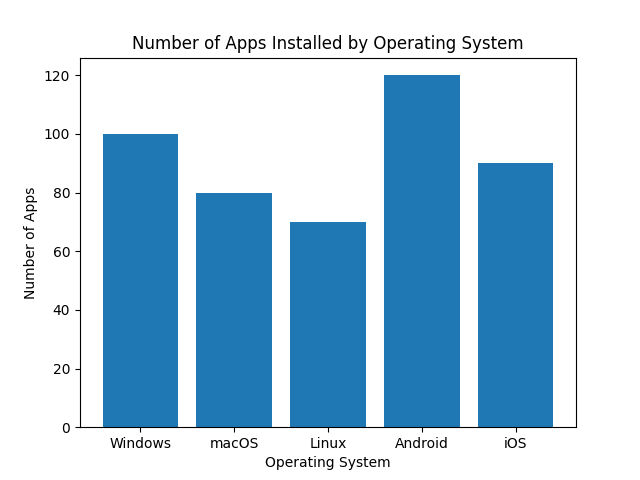 Number of Apps Installed by Operating System
120
100
80
60
40
20
0
Number of Apps
Windows macOS Linux Android iOS
Operating System